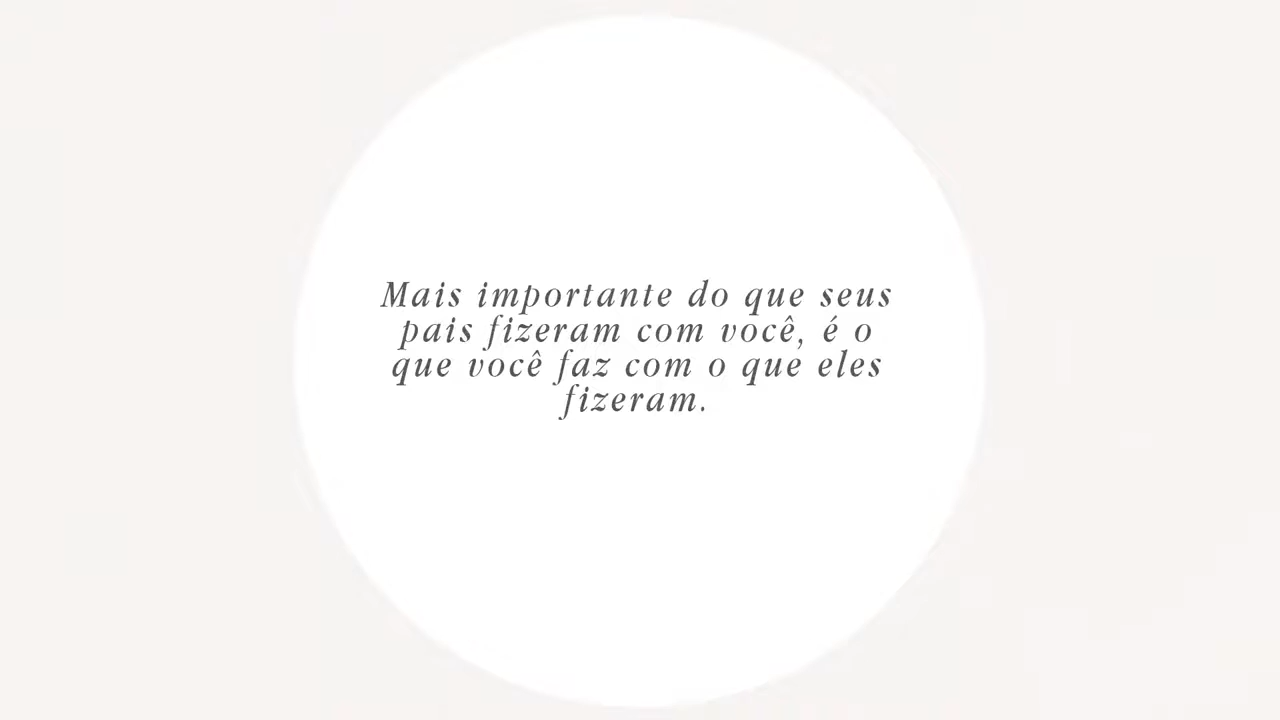 Mais importante do que seus
pais fizeram com você, é o
que você faz com o que eles
fizeram.